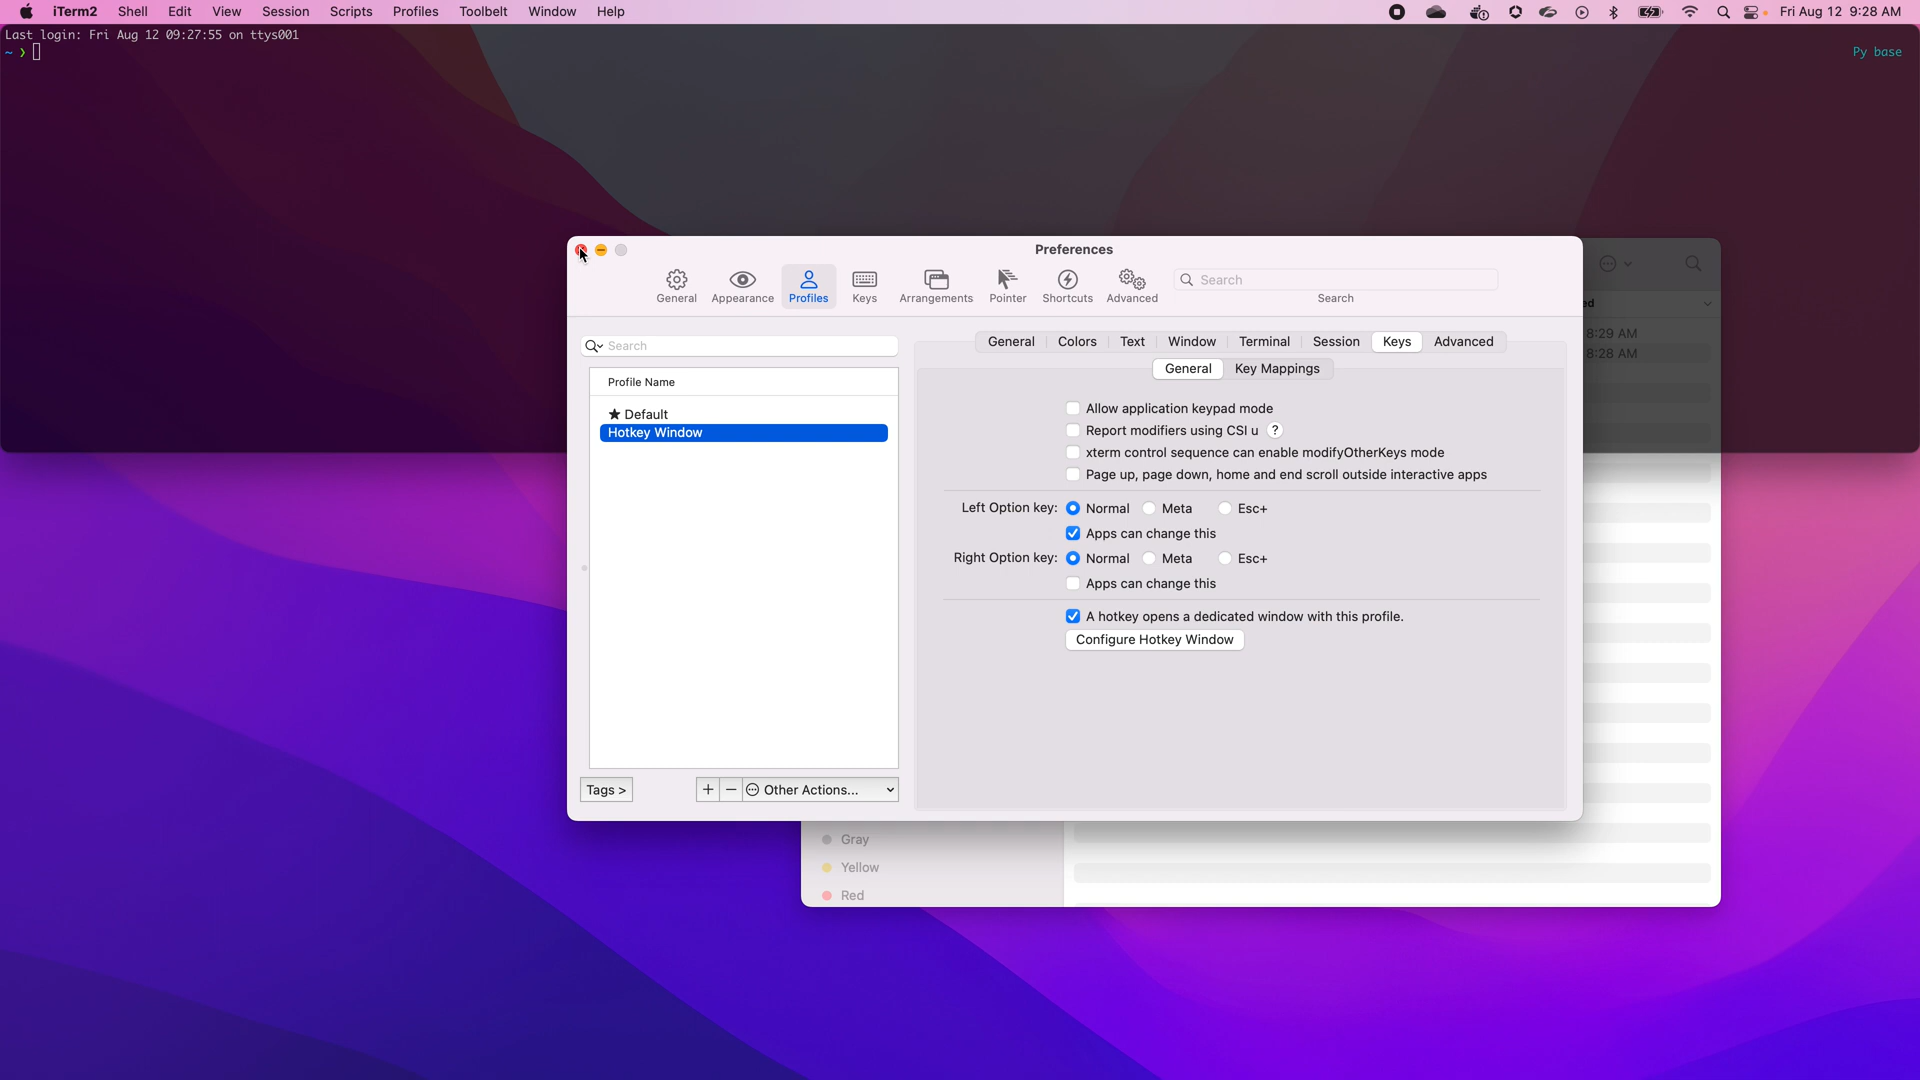 iTerm2 Shell Edit View Session Scripts Profiles Toolbelt Window Help Fri Aug 12 9:28 AM
Last login: Fri Aug 12 09:27:55 on ttys001
~ ❯ Py base
Preferences
General Appearance Profiles Keys Arrangements Pointer Shortcuts Advanced Search
Search
ed
8:29 AM
8:28 AM
Search
Profile Name
★ Default
Hotkey Window
Tags > + − Other Actions...
General Colors Text Window Terminal Session Keys Advanced
General Key Mappings
Allow application keypad mode
Report modifiers using CSI u ?
xterm control sequence can enable modifyOtherKeys mode
Page up, page down, home and end scroll outside interactive apps
Left Option key: Normal Meta Esc+
Apps can change this
Right Option key: Normal Meta Esc+
Apps can change this
A hotkey opens a dedicated window with this profile.
Configure Hotkey Window
Gray
Yellow
Red